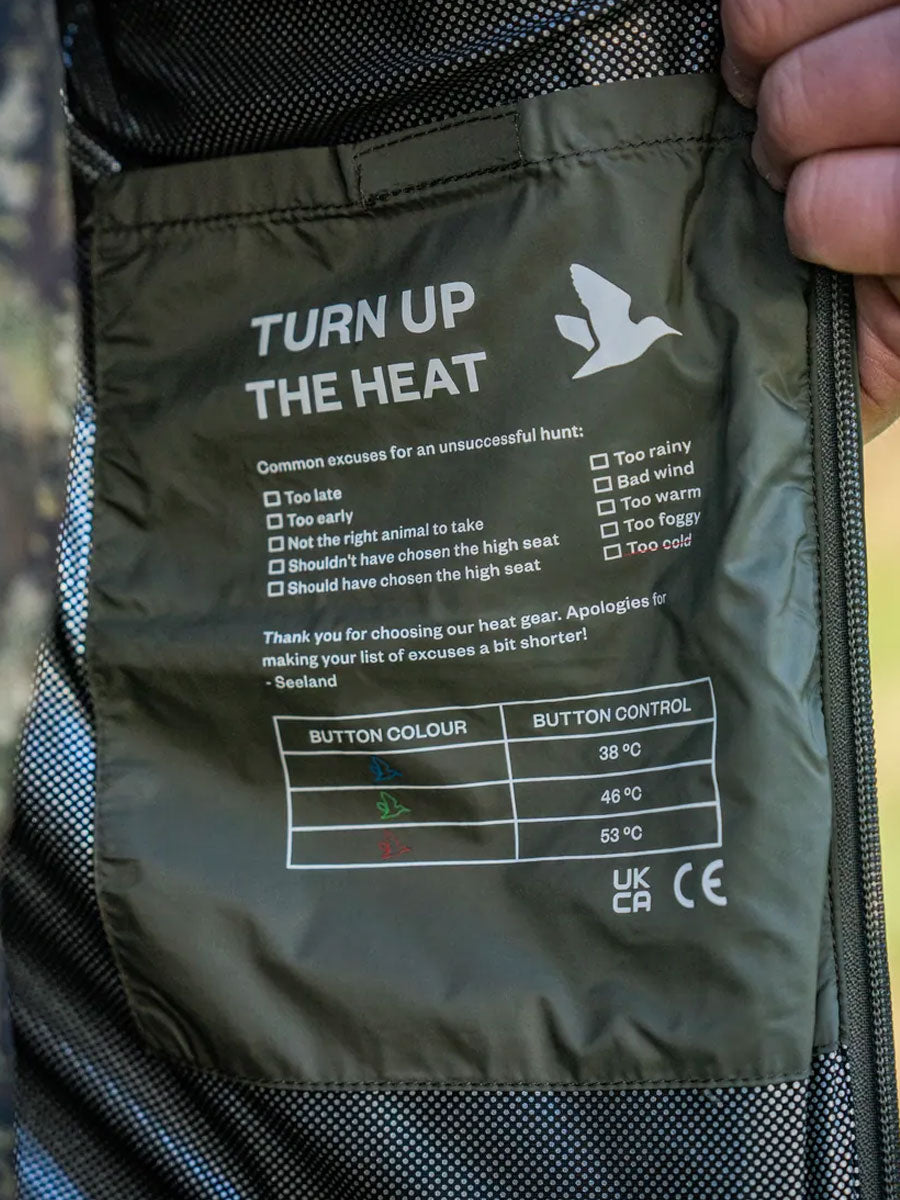 TURN UP
THE HEAT
Common excuses for an unsuccessful hunt:
☐ Too late
☐ Too early
☐ Not the right animal to take
☐ Shouldn't have chosen the high seat
☐ Should have chosen the high seat
☐ Too rainy
☐ Bad wind
☐ Too warm
☐ Too foggy
☐ Too cold
Thank you for choosing our heat gear. Apologies for
making your list of excuses a bit shorter!
- Seeland
BUTTON COLOUR BUTTON CONTROL
38 ºC
46 ºC
53 ºC
UK
CA CE